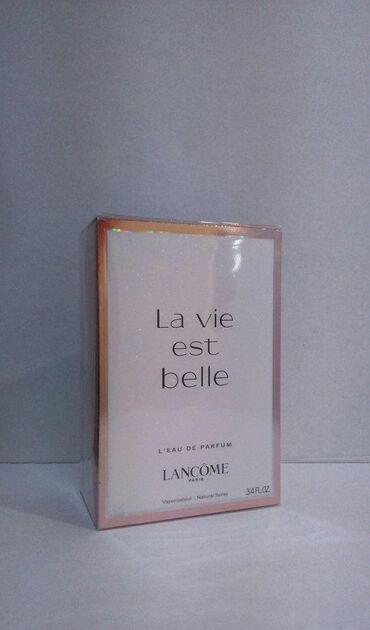 La vie
est
belle
L'EAU DE PARFUM
LANCÔME
PARIS
Vaporisateur - Natural Spray
3.4 FL.OZ.